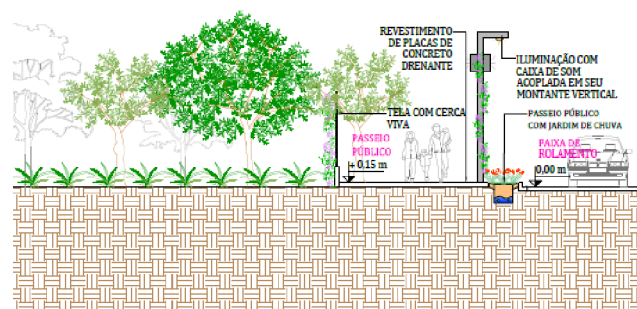 REVESTIMENTO
DE PLACAS DE
CONCRETO
DRENANTE
ILUMINAÇÃO COM
CAIXA DE SOM
ACOPLADA EM SEU
MONTANTE VERTICAL
TELA COM CERCA
VIVA
PASSEIO
PÚBLICO
+ 0,15 m
PASSEIO PÚBLICO
COM JARDIM DE CHUVA
FAIXA DE
ROLAMENTO
0,00 m